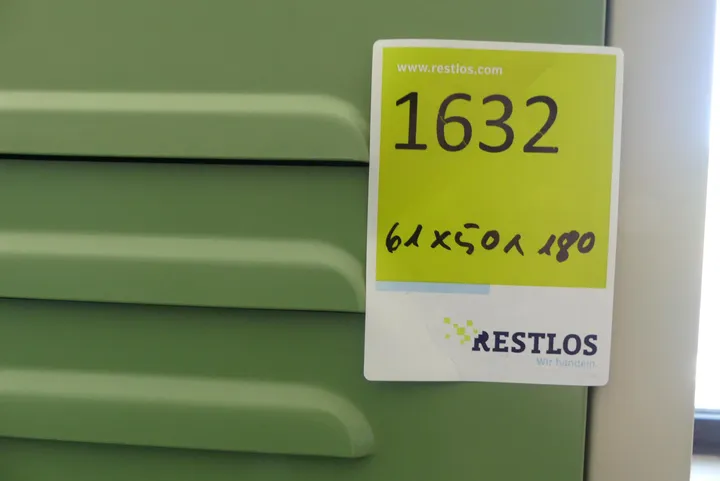 www.restlos.com
1632
61x50x180
RESTLOS
Wir handeln.